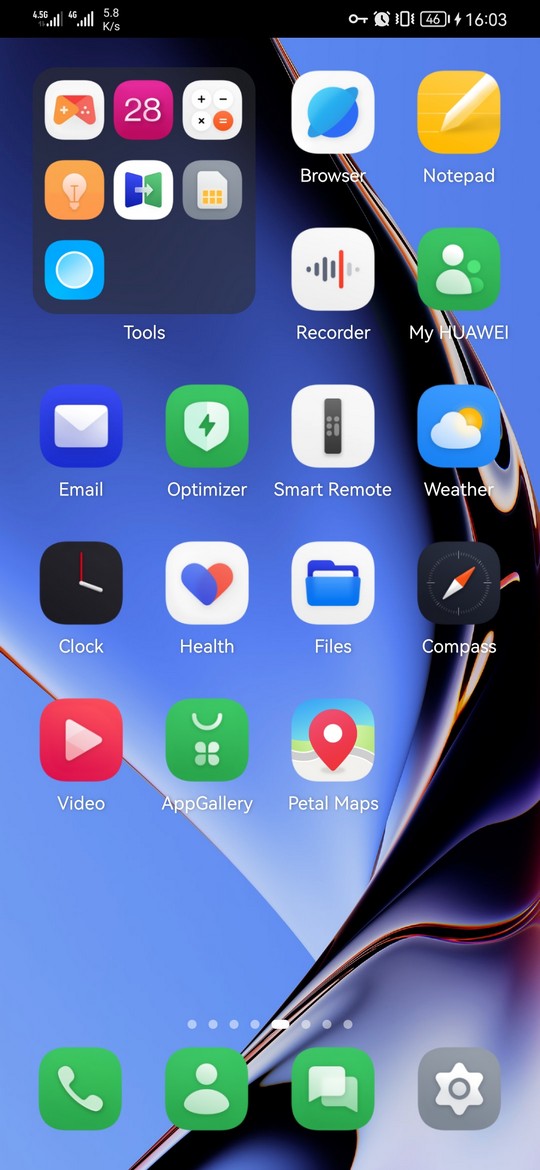 4.5G 4G 5.8 K/s 46 16:03
28
Browser Notepad
Tools Recorder My HUAWEI
Email Optimizer Smart Remote Weather
Clock Health Files Compass
Video AppGallery Petal Maps